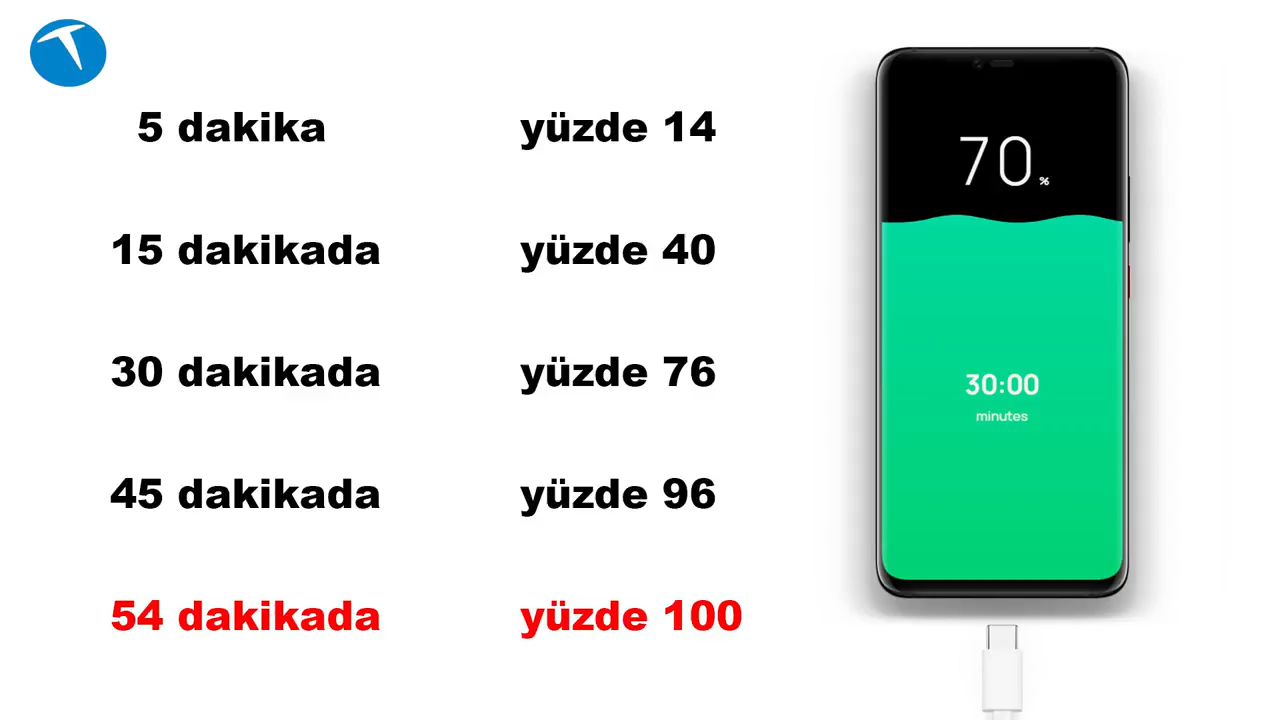 5 dakika yüzde 14
15 dakikada yüzde 40
30 dakikada yüzde 76
45 dakikada yüzde 96
54 dakikada yüzde 100
70 %
30:00
minutes